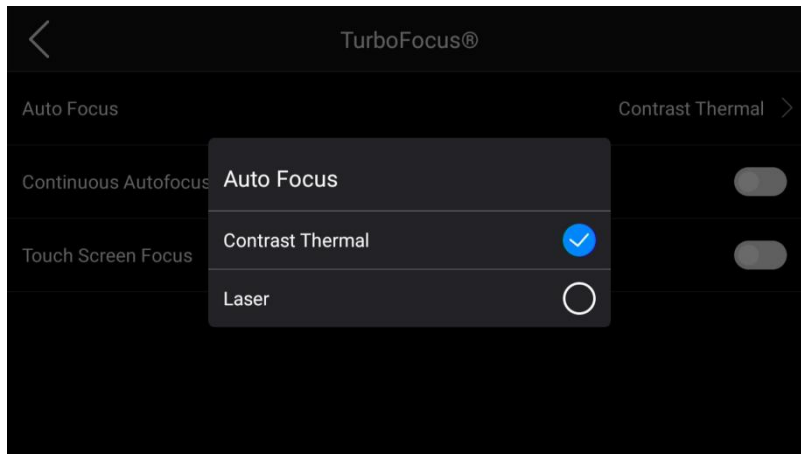 TurboFocus®
Auto Focus
Contrast Thermal
Continuous Autofocus
Touch Screen Focus
Auto Focus
Contrast Thermal
Laser